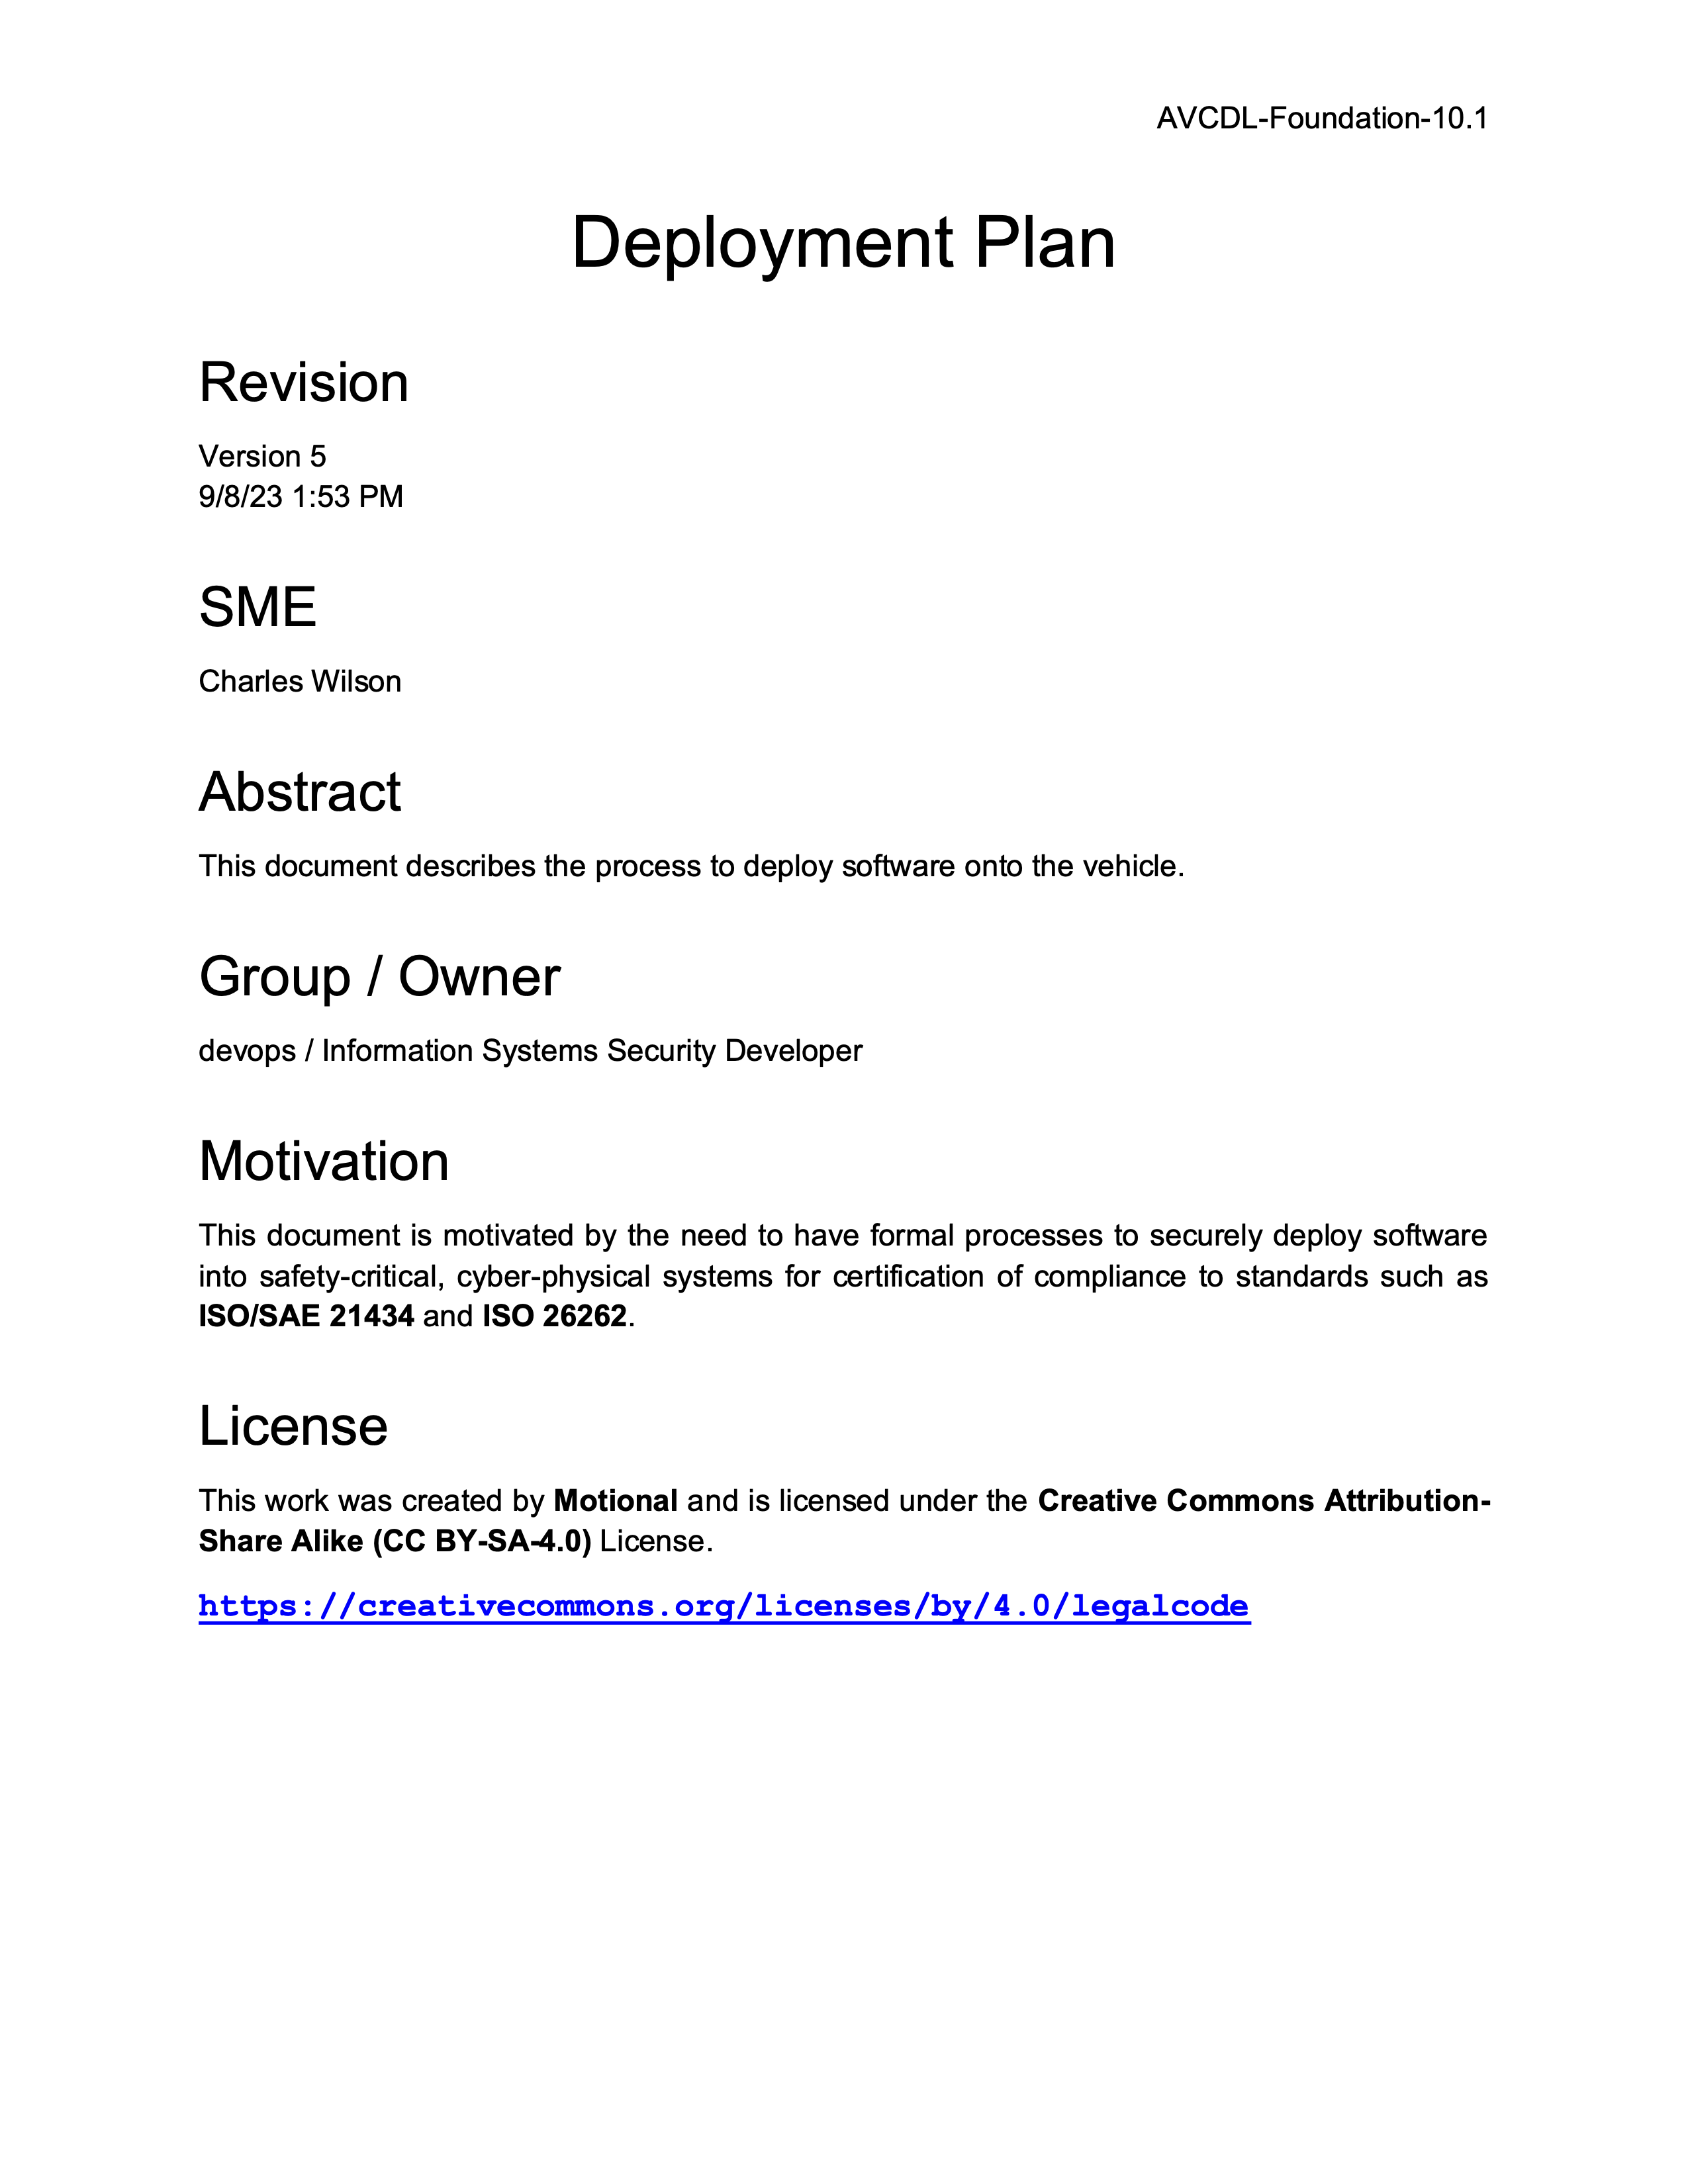 AVCDL-Foundation-10.1
Deployment Plan
Revision
Version 5
9/8/23 1:53 PM
SME
Charles Wilson
Abstract
This document describes the process to deploy software onto the vehicle.
Group / Owner
devops / Information Systems Security Developer
Motivation
This document is motivated by the need to have formal processes to securely deploy software
into safety-critical, cyber-physical systems for certification of compliance to standards such as
ISO/SAE 21434 and ISO 26262.
License
This work was created by Motional and is licensed under the Creative Commons Attribution-
Share Alike (CC BY-SA-4.0) License.
https://creativecommons.org/licenses/by/4.0/legalcode